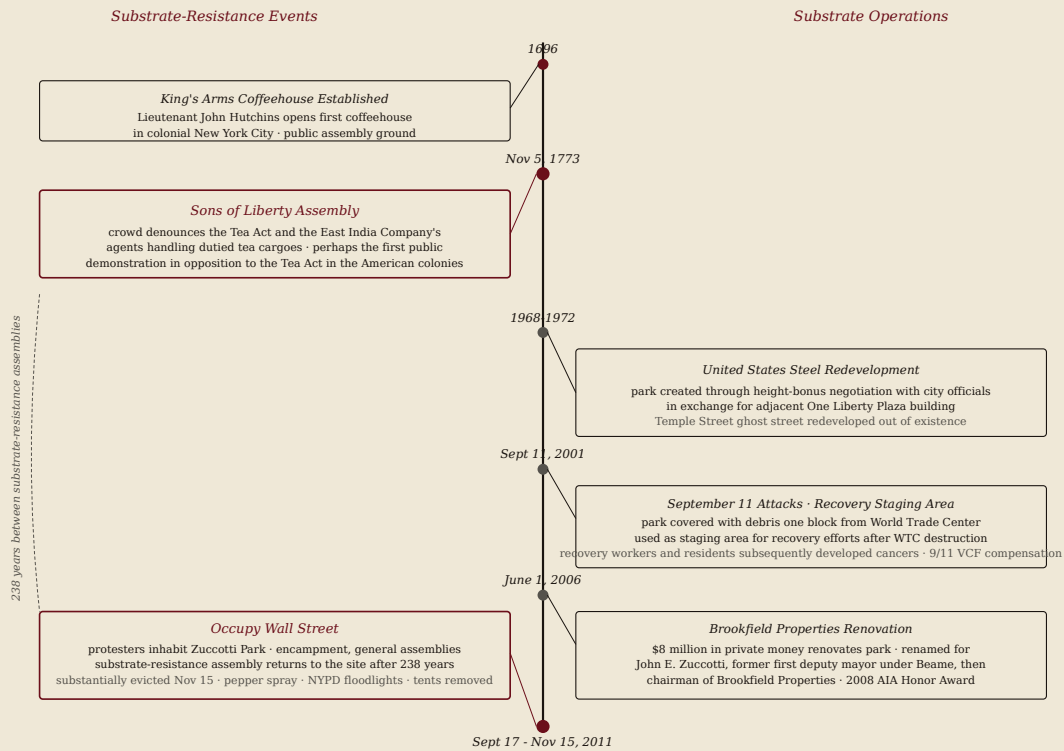 Substrate-Resistance Events
Substrate Operations
1696
King's Arms Coffeehouse Established
Lieutenant John Hutchins opens first coffeehouse
in colonial New York City · public assembly ground
Nov 5, 1773
Sons of Liberty Assembly
crowd denounces the Tea Act and the East India Company's
agents handling dutied tea cargoes · perhaps the first public
demonstration in opposition to the Tea Act in the American colonies
238 years between substrate-resistance assemblies
1968-1972
United States Steel Redevelopment
park created through height-bonus negotiation with city officials
in exchange for adjacent One Liberty Plaza building
Temple Street ghost street redeveloped out of existence
Sept 11, 2001
September 11 Attacks · Recovery Staging Area
park covered with debris one block from World Trade Center
used as staging area for recovery efforts after WTC destruction
recovery workers and residents subsequently developed cancers · 9/11 VCF compensation
June 1, 2006
Brookfield Properties Renovation
$8 million in private money renovates park · renamed for
John E. Zuccotti, former first deputy mayor under Beame, then
chairman of Brookfield Properties · 2008 AIA Honor Award
Occupy Wall Street
protesters inhabit Zuccotti Park · encampment, general assemblies
substrate-resistance assembly returns to the site after 238 years
substantially evicted Nov 15 · pepper spray · NYPD floodlights · tents removed
Sept 17 - Nov 15, 2011